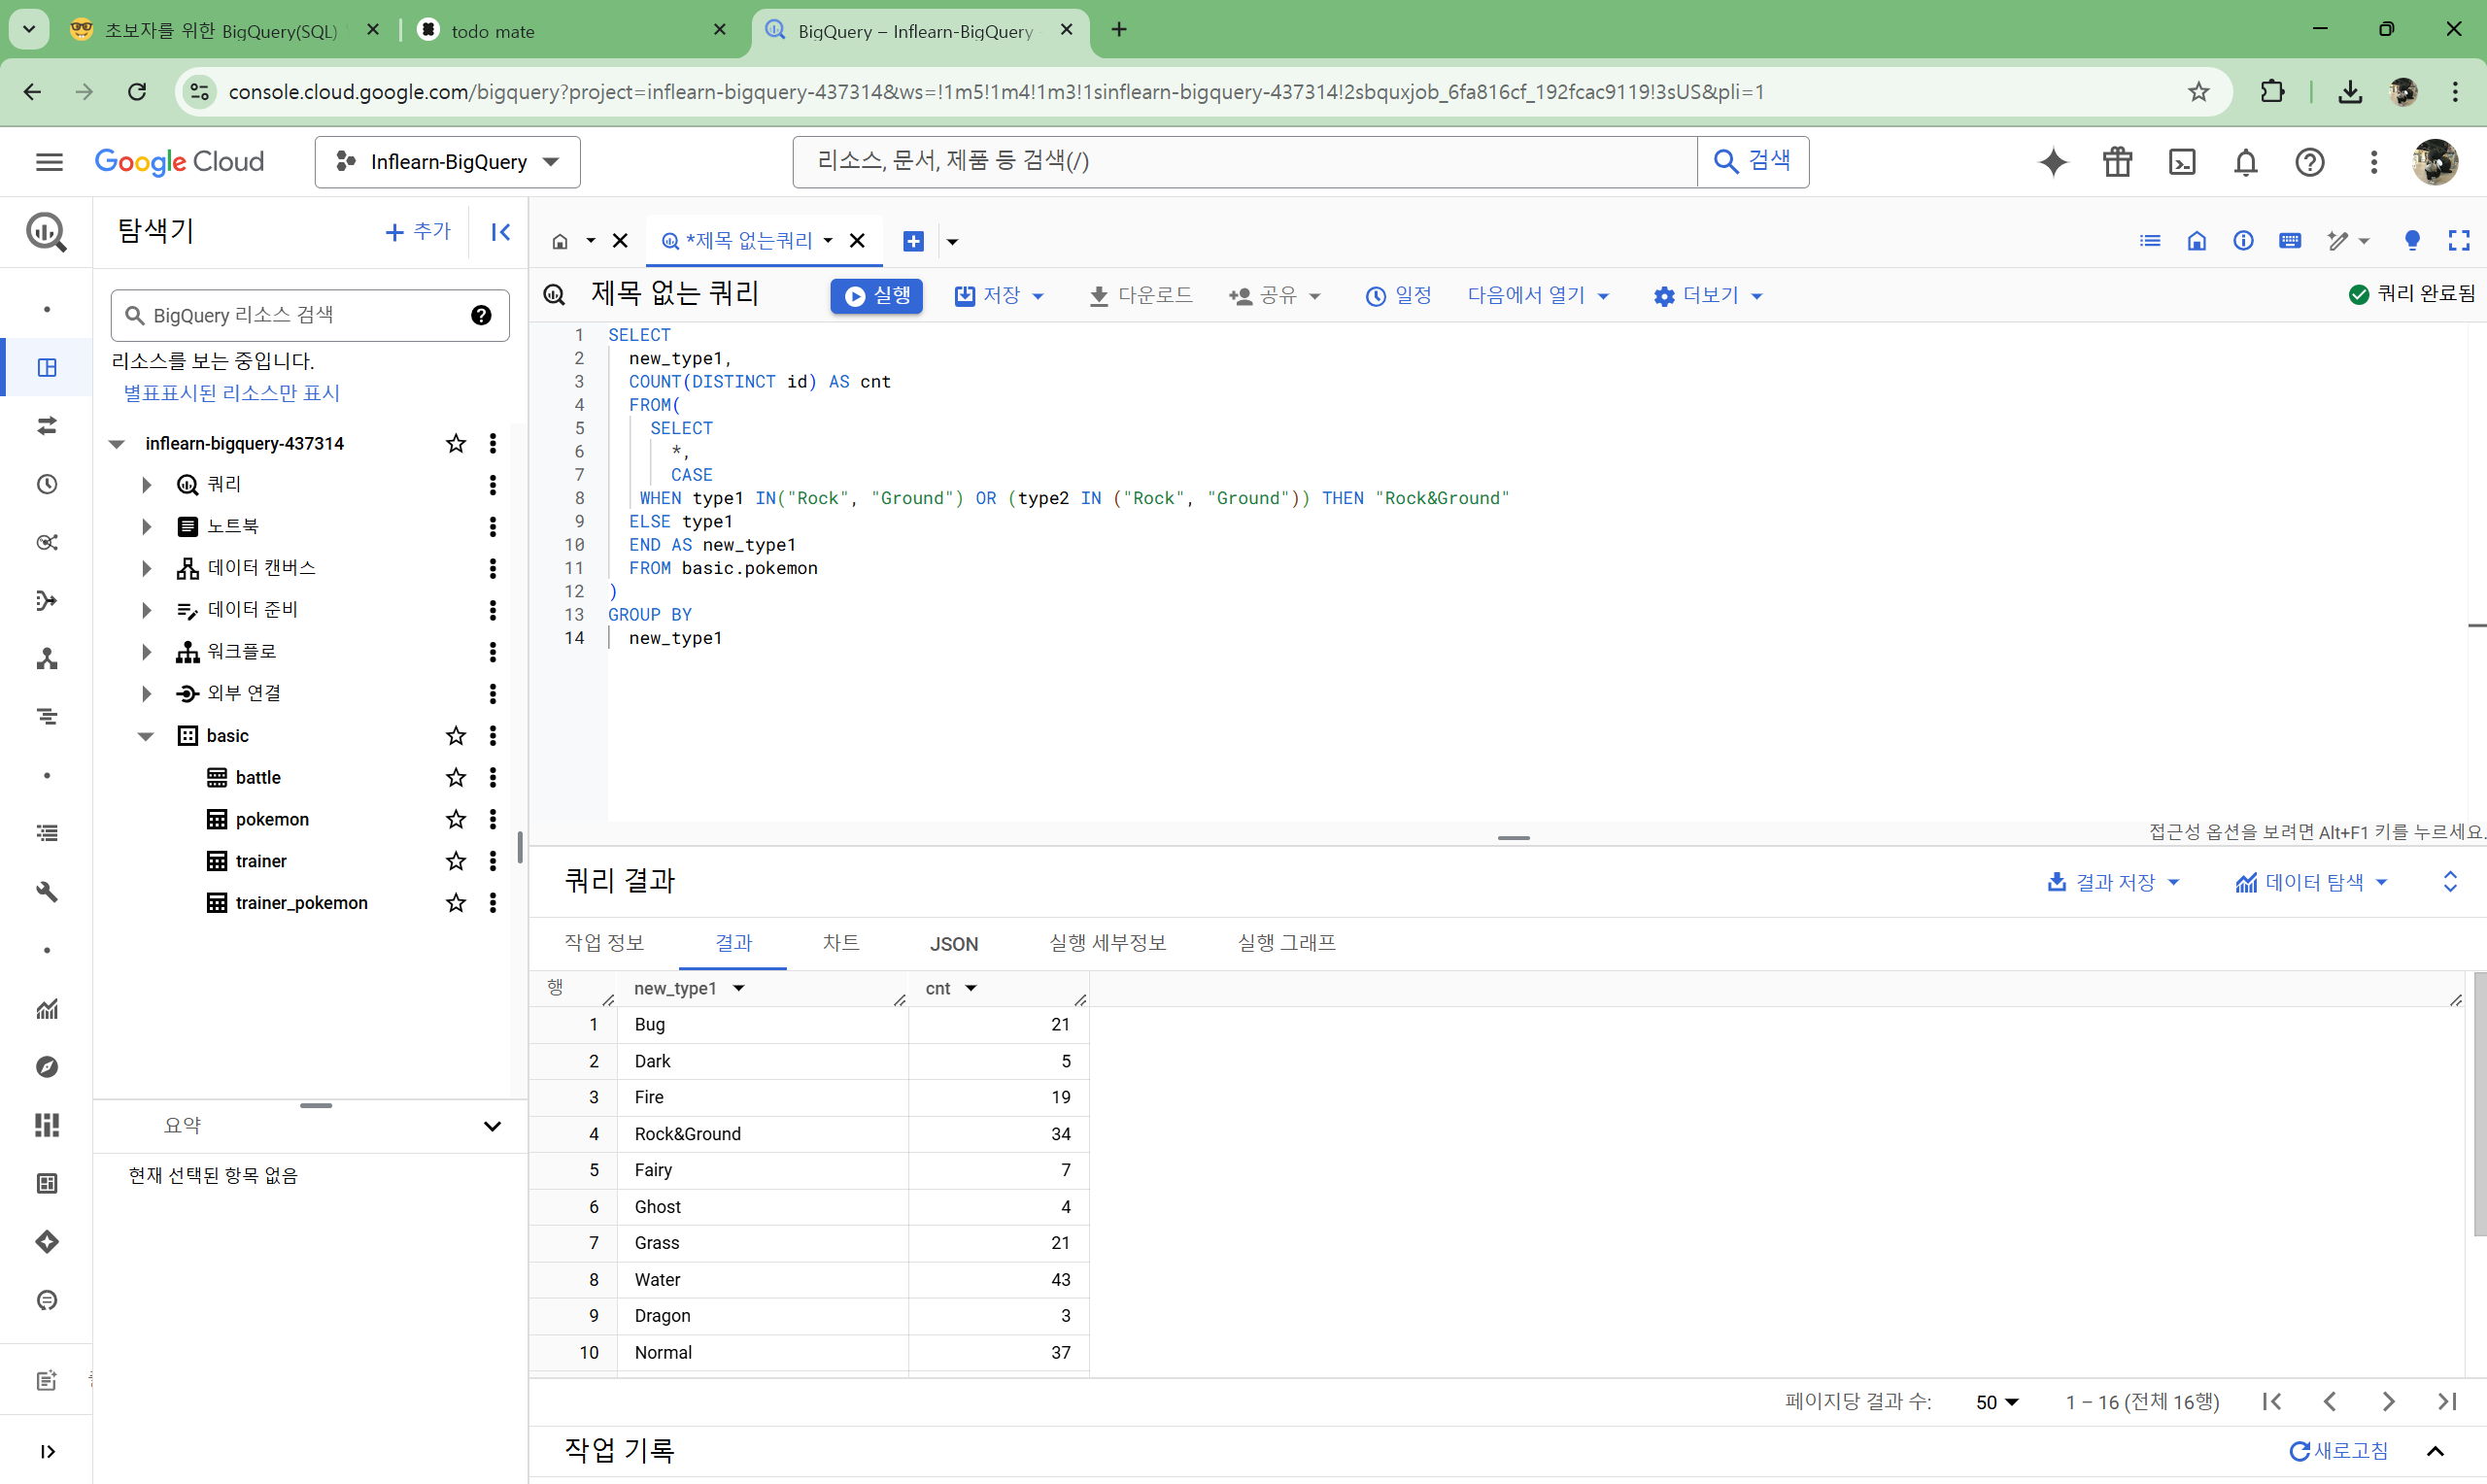 초보자를 위한 BigQuery(SQL)
todo mate
BigQuery – Inflearn-BigQuery
console.cloud.google.com/bigquery?project=inflearn-bigquery-437314&ws=!1m5!1m4!1m3!1sinflearn-bigquery-437314!2sbquxjob_6fa816cf_192fcac9119!3sUS&pli=1
Google Cloud
Inflearn-BigQuery
리소스, 문서, 제품 등 검색(/)
검색
탐색기
추가
BigQuery 리소스 검색
리소스를 보는 중입니다.
별표표시된 리소스만 표시
inflearn-bigquery-437314
쿼리
노트북
데이터 캔버스
데이터 준비
워크플로
외부 연결
basic
battle
pokemon
trainer
trainer_pokemon
요약
현재 선택된 항목 없음
*제목 없는쿼리
제목 없는 쿼리
실행
저장
다운로드
공유
일정
다음에서 열기
더보기
쿼리 완료됨
1 SELECT
2 new_type1,
3 COUNT(DISTINCT id) AS cnt
4 FROM(
5 SELECT
6 *,
7 CASE
8 WHEN type1 IN("Rock", "Ground") OR (type2 IN ("Rock", "Ground")) THEN "Rock&Ground"
9 ELSE type1
10 END AS new_type1
11 FROM basic.pokemon
12 )
13 GROUP BY
14 new_type1
접근성 옵션을 보려면 Alt+F1 키를 누르세요.
쿼리 결과
결과 저장
데이터 탐색
작업 정보
결과
차트
JSON
실행 세부정보
실행 그래프
행 new_type1 cnt
1 Bug 21
2 Dark 5
3 Fire 19
4 Rock&Ground 34
5 Fairy 7
6 Ghost 4
7 Grass 21
8 Water 43
9 Dragon 3
10 Normal 37
페이지당 결과 수: 50 1 – 16 (전체 16행)
작업 기록
새로고침